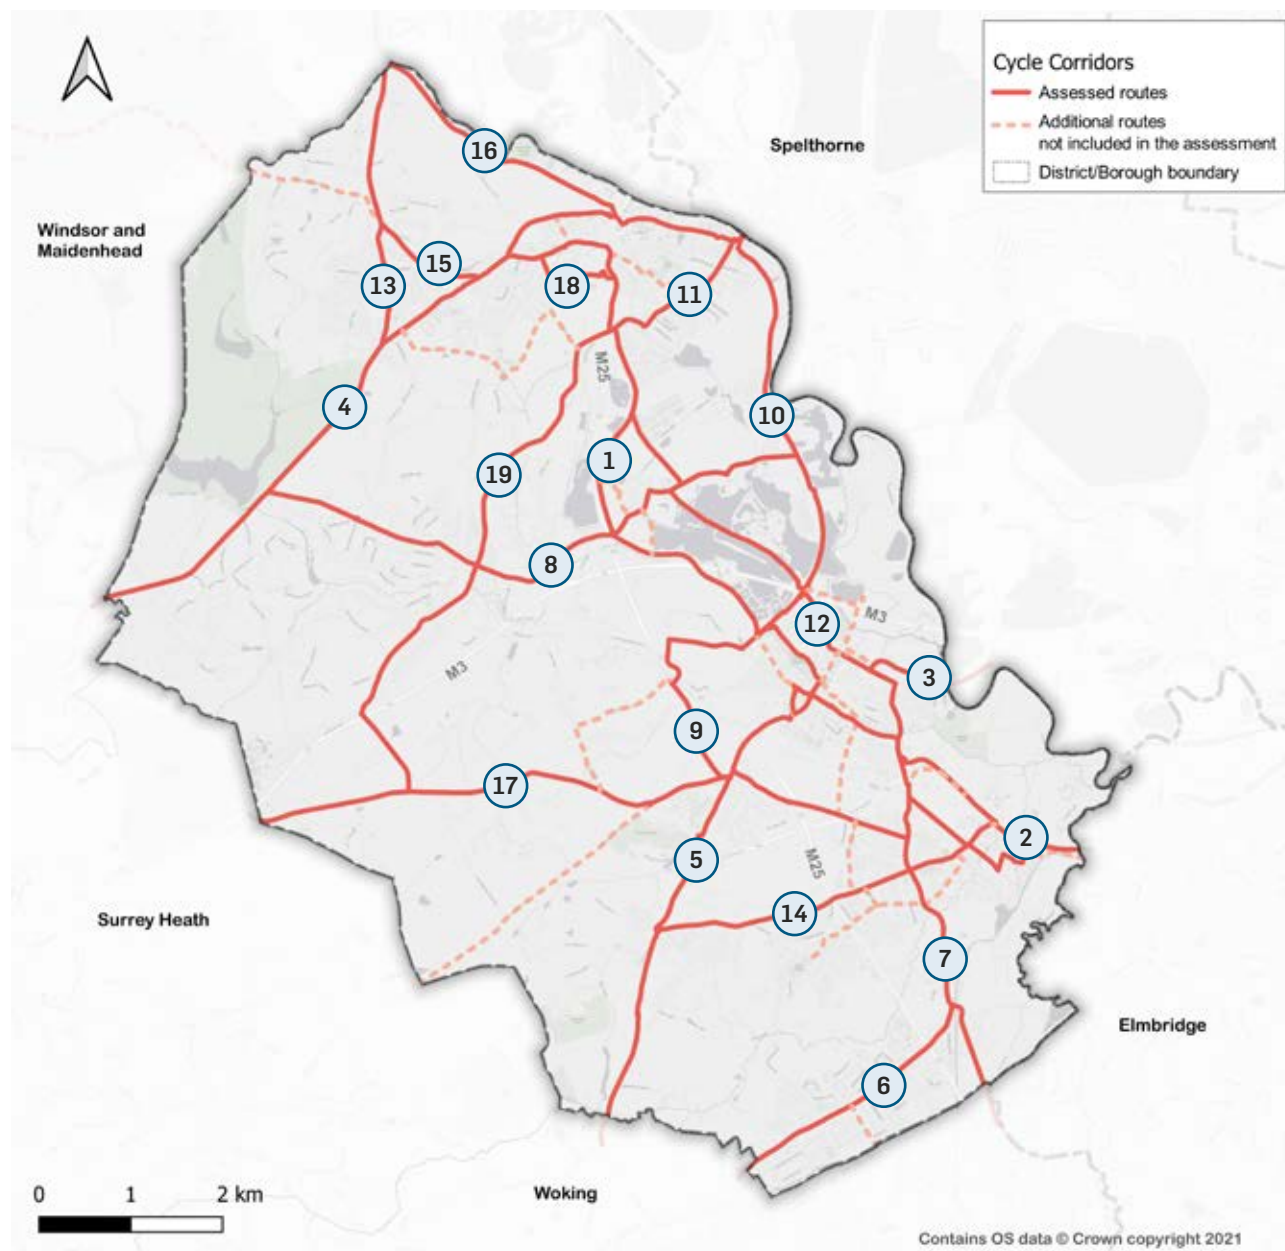 Cycle Corridors
Assessed routes
Additional routes
not included in the assessment
District/Borough boundary
Spelthorne
16
Windsor and
Maidenhead
15
13
18
11
M25
4
10
1
19
8
12
M3
3
M3
9
17
2
5
M25
14
Surrey Heath
7
Elmbridge
6
0 1 2 km
Woking
Contains OS data © Crown copyright 2021